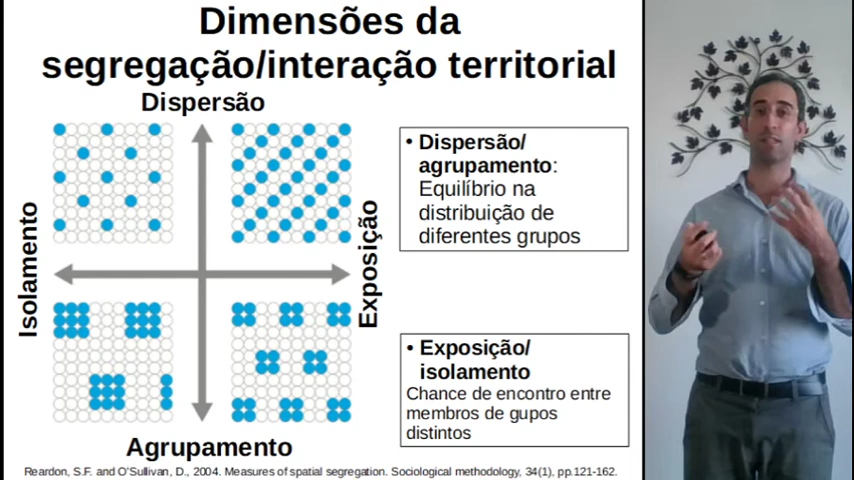 Dimensões da
segregação/interação territorial
Dispersão
Isolamento
Exposição
Agrupamento
• Dispersão/
agrupamento:
Equilíbrio na
distribuição de
diferentes grupos
• Exposição/
isolamento
Chance de encontro entre
membros de gupos
distintos
Reardon, S.F. and O'Sullivan, D., 2004. Measures of spatial segregation. Sociological methodology, 34(1), pp.121-162.